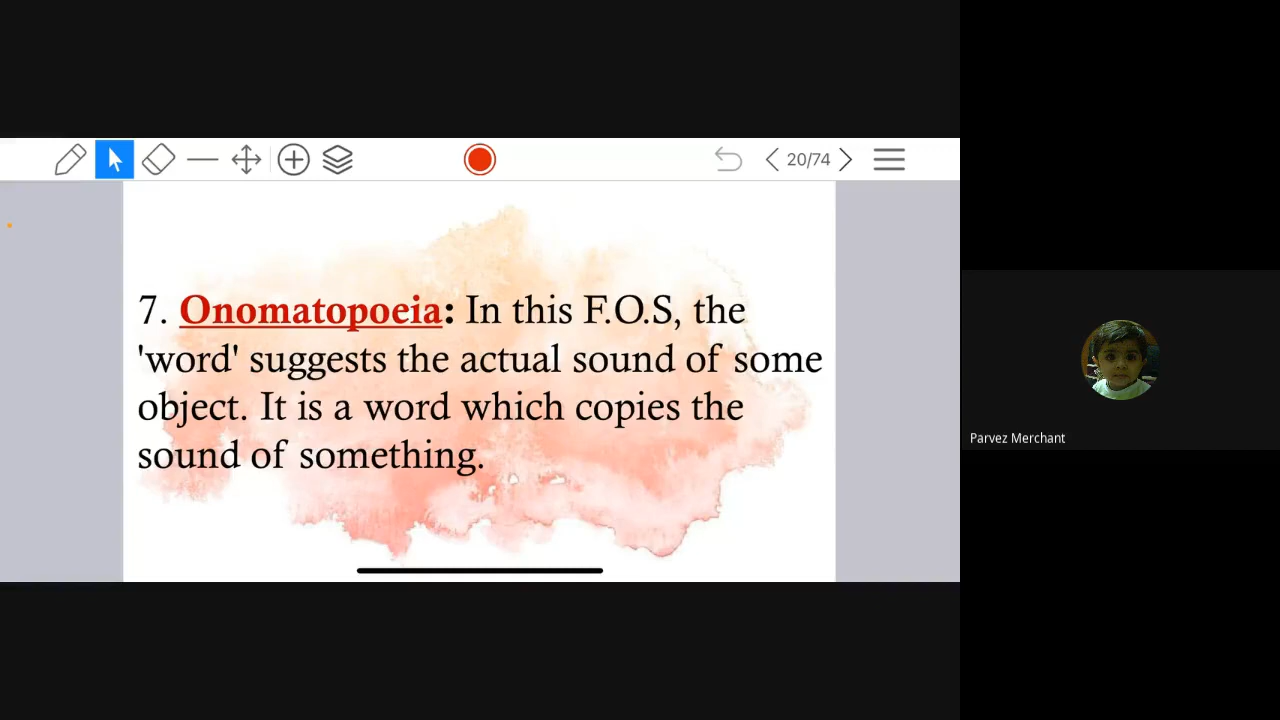 20/74
7. Onomatopoeia: In this F.O.S, the
'word' suggests the actual sound of some
object. It is a word which copies the
sound of something.
Parvez Merchant